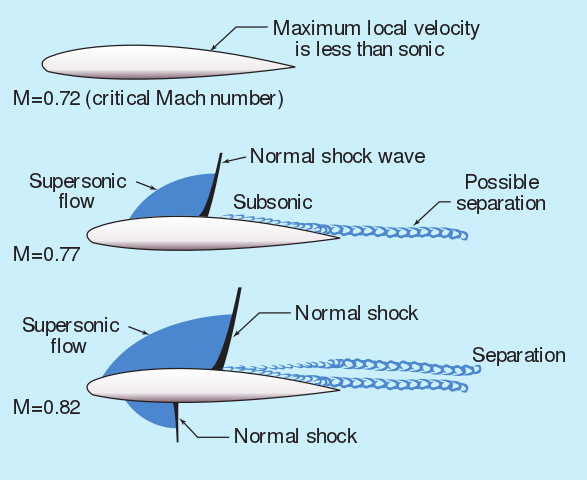 Maximum local velocity
is less than sonic
M=0.72 (critical Mach number)
Normal shock wave
Supersonic
flow
Subsonic
Possible
separation
M=0.77
Normal shock
Supersonic
flow
Separation
M=0.82
Normal shock